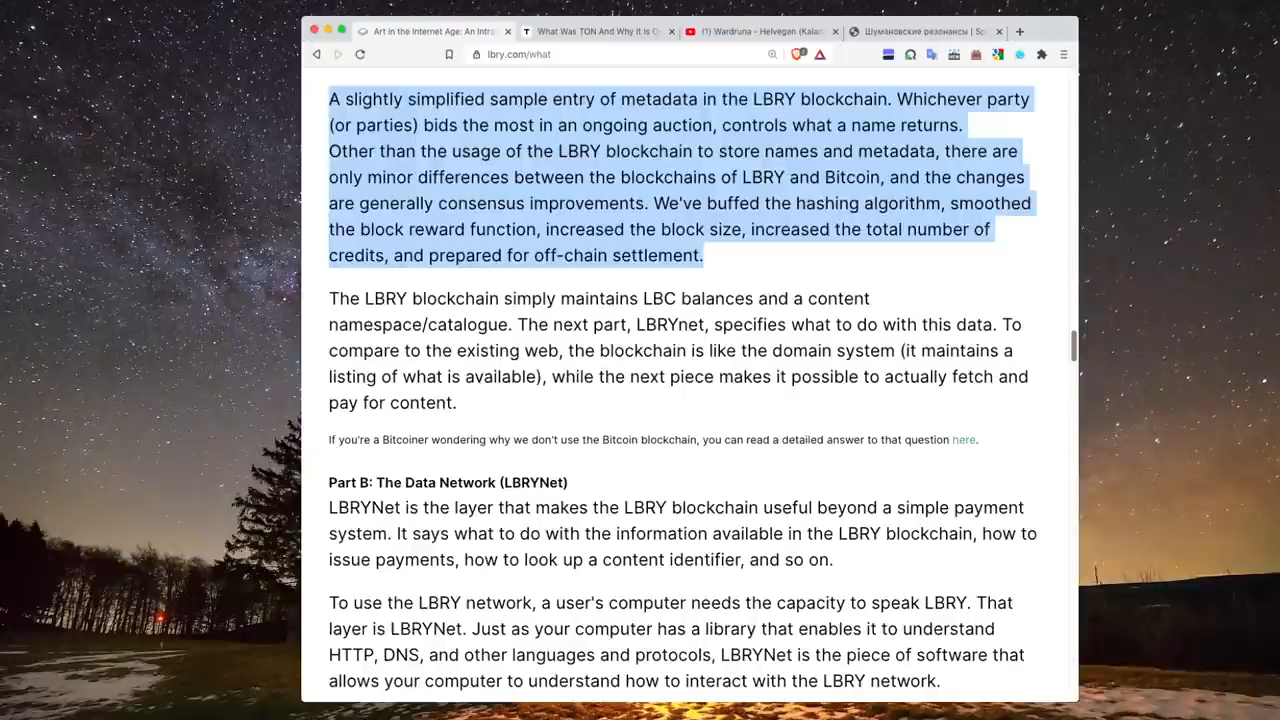 Art in the Internet Age: An Intro
What Was TON And Why It Is O
(1) Wardruna - Helvegen (Kalan
Шумановские резонансы | Sp
lbry.com/what
A slightly simplified sample entry of metadata in the LBRY blockchain. Whichever party
(or parties) bids the most in an ongoing auction, controls what a name returns.
Other than the usage of the LBRY blockchain to store names and metadata, there are
only minor differences between the blockchains of LBRY and Bitcoin, and the changes
are generally consensus improvements. We've buffed the hashing algorithm, smoothed
the block reward function, increased the block size, increased the total number of
credits, and prepared for off-chain settlement.
The LBRY blockchain simply maintains LBC balances and a content
namespace/catalogue. The next part, LBRYnet, specifies what to do with this data. To
compare to the existing web, the blockchain is like the domain system (it maintains a
listing of what is available), while the next piece makes it possible to actually fetch and
pay for content.
If you're a Bitcoiner wondering why we don't use the Bitcoin blockchain, you can read a detailed answer to that question here.
Part B: The Data Network (LBRYNet)
LBRYNet is the layer that makes the LBRY blockchain useful beyond a simple payment
system. It says what to do with the information available in the LBRY blockchain, how to
issue payments, how to look up a content identifier, and so on.
To use the LBRY network, a user's computer needs the capacity to speak LBRY. That
layer is LBRYNet. Just as your computer has a library that enables it to understand
HTTP, DNS, and other languages and protocols, LBRYNet is the piece of software that
allows your computer to understand how to interact with the LBRY network.